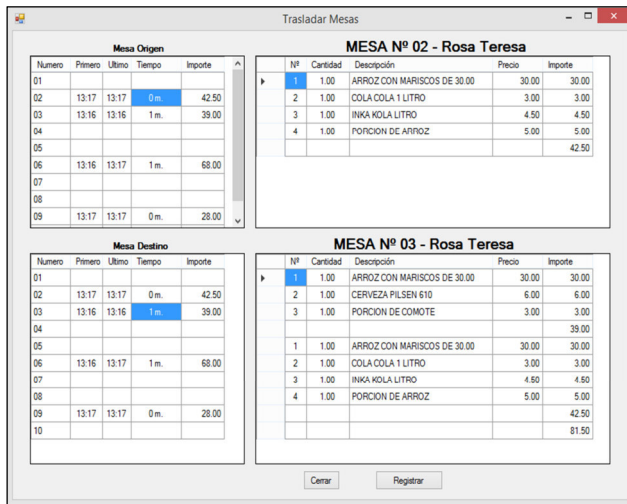 Trasladar Mesas
Mesa Origen
Numero Primero Ultimo Tiempo Importe
01
02 13:17 13:17 0 m. 42.50
03 13:16 13:16 1 m. 39.00
04
05
06 13:16 13:17 1 m. 68.00
07
08
09 13:17 13:17 0 m. 28.00
MESA Nº 02 - Rosa Teresa
Nº Cantidad Descripción Precio Importe
1 1.00 ARROZ CON MARISCOS DE 30.00 30.00 30.00
2 1.00 COLA COLA 1 LITRO 3.00 3.00
3 1.00 INKA KOLA LITRO 4.50 4.50
4 1.00 PORCION DE ARROZ 5.00 5.00
42.50
Mesa Destino
Numero Primero Ultimo Tiempo Importe
01
02 13:17 13:17 0 m. 42.50
03 13:16 13:16 1 m. 39.00
04
05
06 13:16 13:17 1 m. 68.00
07
08
09 13:17 13:17 0 m. 28.00
10
MESA Nº 03 - Rosa Teresa
Nº Cantidad Descripción Precio Importe
1 1.00 ARROZ CON MARISCOS DE 30.00 30.00 30.00
2 1.00 CERVEZA PILSEN 610 6.00 6.00
3 1.00 PORCION DE COMOTE 3.00 3.00
39.00
1 1.00 ARROZ CON MARISCOS DE 30.00 30.00 30.00
2 1.00 COLA COLA 1 LITRO 3.00 3.00
3 1.00 INKA KOLA LITRO 4.50 4.50
4 1.00 PORCION DE ARROZ 5.00 5.00
42.50
81.50
Cerrar Registrar